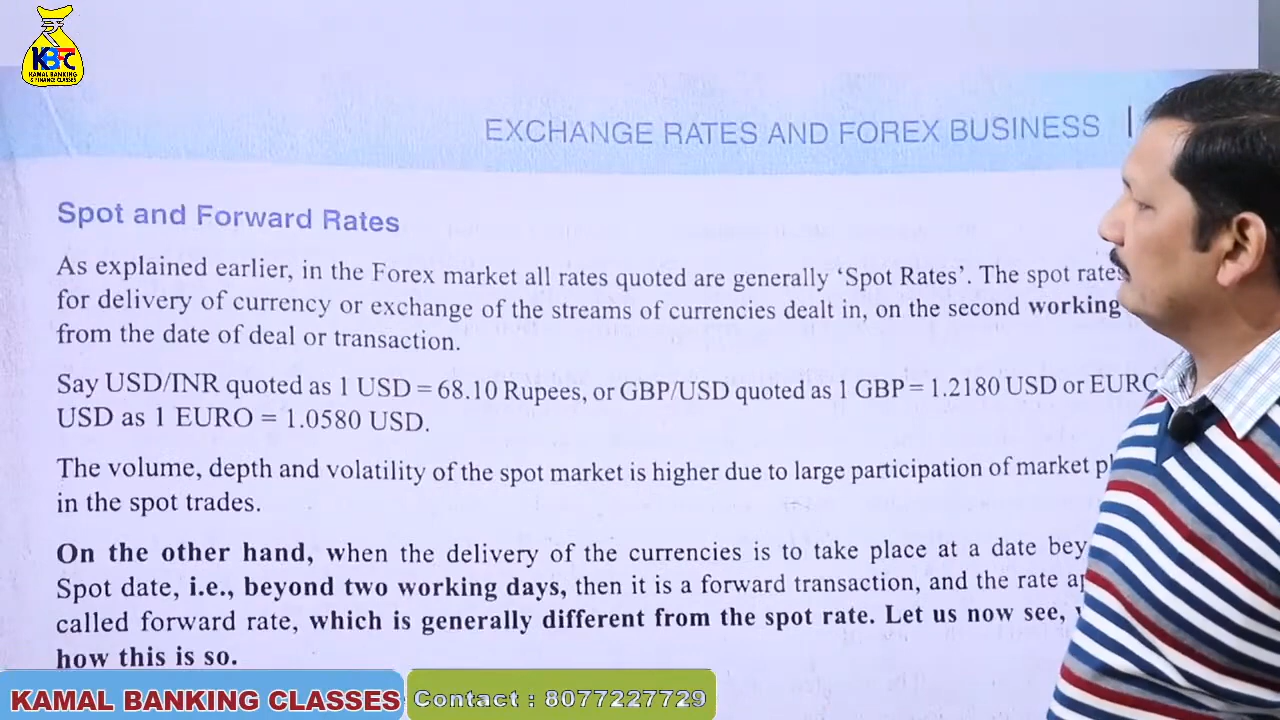 KBFC
KAMAL BANKING
& FINANCE CLASSES
EXCHANGE RATES AND FOREX BUSINESS |
Spot and Forward Rates
As explained earlier, in the Forex market all rates quoted are generally ‘Spot Rates’. The spot rates
for delivery of currency or exchange of the streams of currencies dealt in, on the second working
from the date of deal or transaction.
Say USD/INR quoted as 1 USD = 68.10 Rupees, or GBP/USD quoted as 1 GBP = 1.2180 USD or EURO
USD as 1 EURO = 1.0580 USD.
The volume, depth and volatility of the spot market is higher due to large participation of market
in the spot trades.
On the other hand, when the delivery of the currencies is to take place at a date
Spot date, i.e., beyond two working days, then it is a forward transaction, and the rate
called forward rate, which is generally different from the spot rate. Let us now see,
how this is so.
KAMAL BANKING CLASSES
Contact : 8077227729